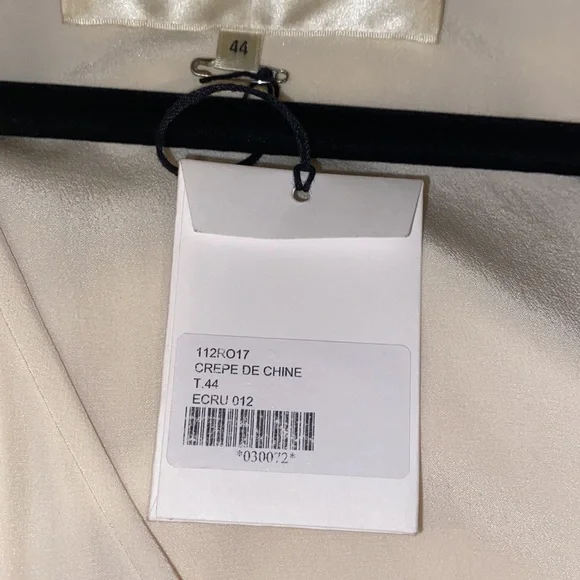 44
112RO17
CREPE DE CHINE
T.44
ECRU 012
*030072*